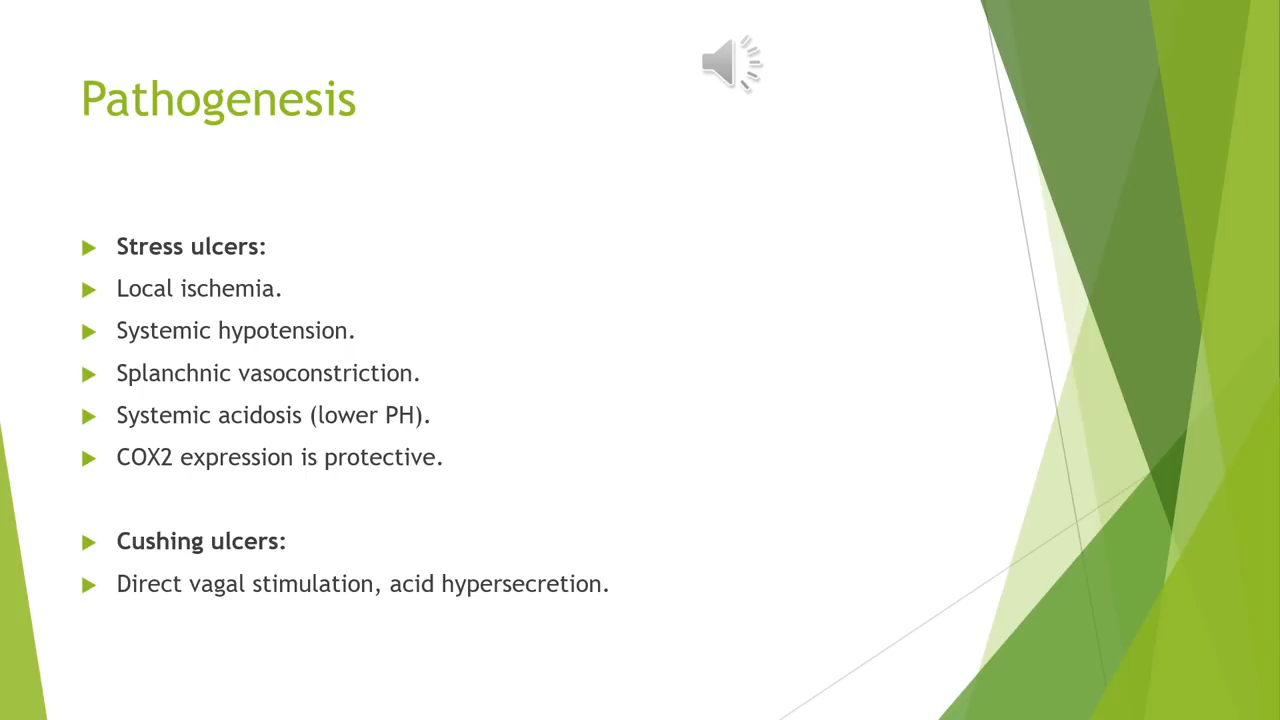 Pathogenesis
Stress ulcers:
Local ischemia.
Systemic hypotension.
Splanchnic vasoconstriction.
Systemic acidosis (lower PH).
COX2 expression is protective.
Cushing ulcers:
Direct vagal stimulation, acid hypersecretion.